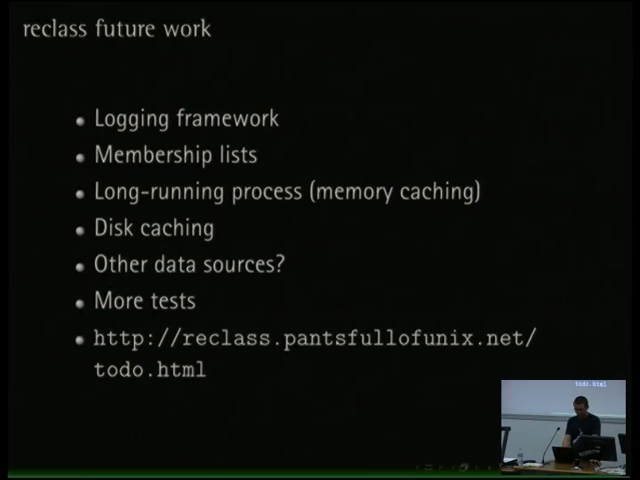 reclass future work
Logging framework
Membership lists
Long-running process (memory caching)
Disk caching
Other data sources?
More tests
http://reclass.pantsfullofunix.net/
todo.html
todo.html